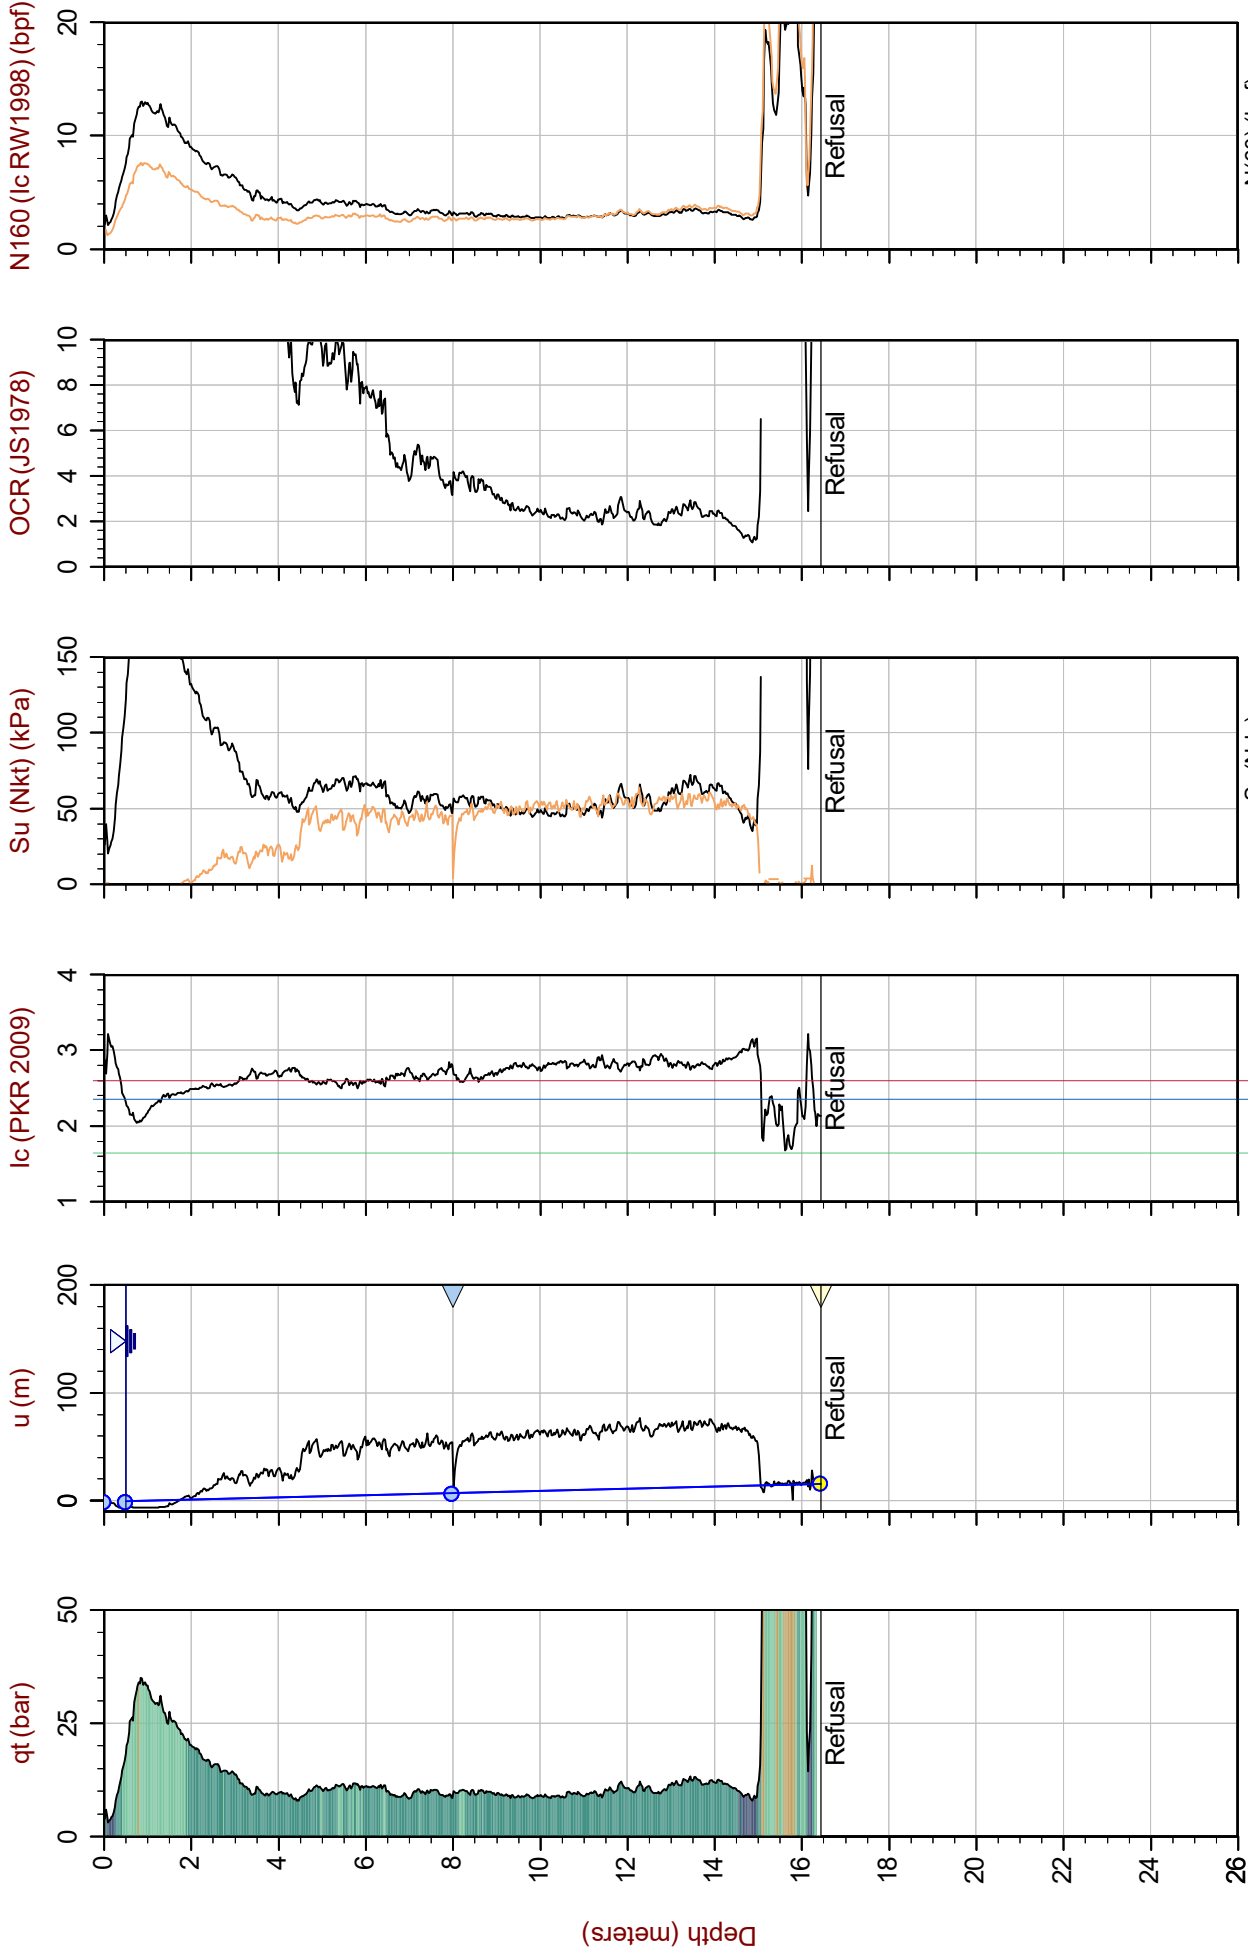 qt (bar)
u (m)
Ic (PKR 2009)
Su (Nkt) (kPa)
OCR (JS1978)
N160 (Ic RW1998) (bpf)
0 25 50
0 100 200
1 2 3 4
0 50 100 150
0 2 4 6 8 10
0 10 20
Depth (meters)
0
2
4
6
8
10
12
14
16
18
20
22
24
26
Refusal
Refusal
Refusal
Refusal
Refusal
Refusal